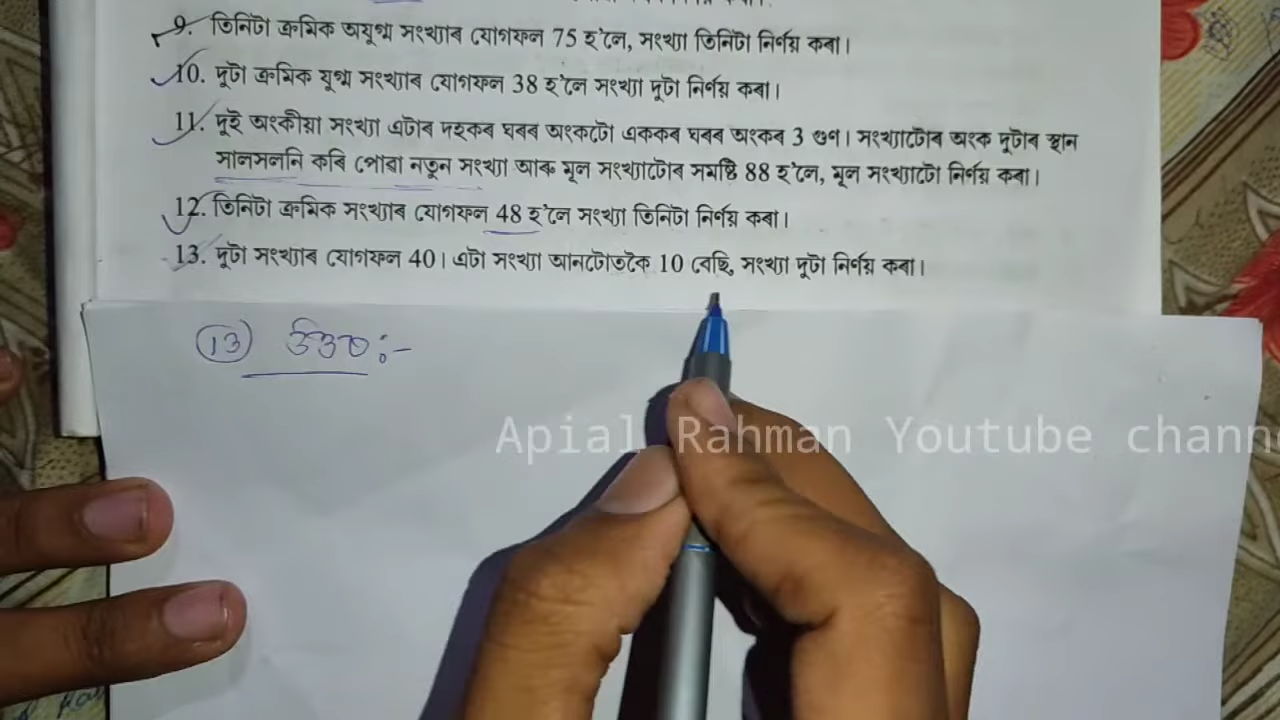 9. তিনিটা ক্ৰমিক অযুগ্ম সংখ্যাৰ যোগফল 75 হ'লে, সংখ্যা তিনিটা নিৰ্ণয় কৰা।
10. দুটা ক্ৰমিক যুগ্ম সংখ্যাৰ যোগফল 38 হ'লে সংখ্যা দুটা নিৰ্ণয় কৰা।
11. দুই অংকীয়া সংখ্যা এটাৰ দহকৰ ঘৰৰ অংকটো এককৰ ঘৰৰ অংকৰ 3 গুণ। সংখ্যাটোৰ অংক দুটাৰ স্থান
সালসলনি কৰি পোৱা নতুন সংখ্যা আৰু মূল সংখ্যাটোৰ সমষ্টি 88 হ'লে, মূল সংখ্যাটো নিৰ্ণয় কৰা।
12. তিনিটা ক্ৰমিক সংখ্যাৰ যোগফল 48 হ'লে সংখ্যা তিনিটা নিৰ্ণয় কৰা।
13. দুটা সংখ্যাৰ যোগফল 40। এটা সংখ্যা আনটোতকৈ 10 বেছি, সংখ্যা দুটা নিৰ্ণয় কৰা।
13 উত্তৰ :-
Apial Rahman Youtube